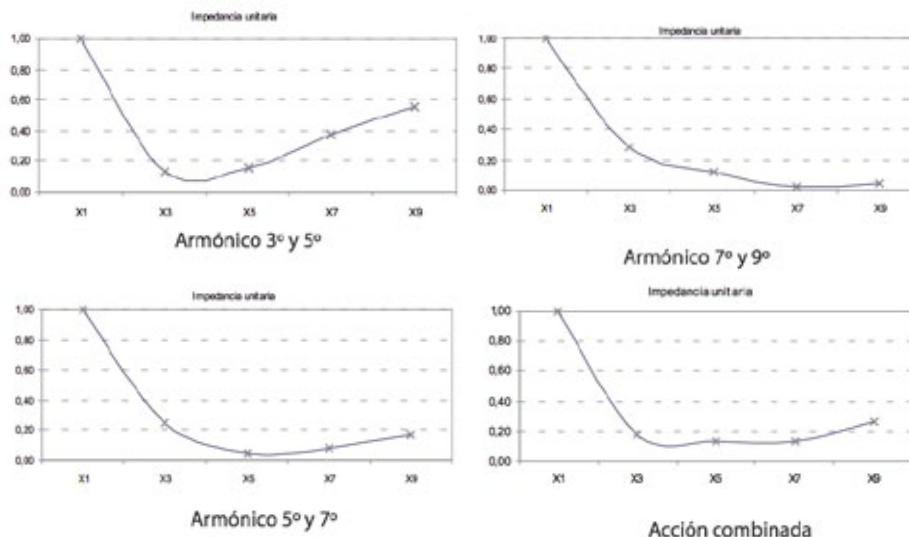 Impedancia unitaria
1,00
0,80
0,60
0,40
0,20
0,00
X1 X3 X5 X7 X9
Armónico 3º y 5º
Impedancia unitaria
1,00
0,80
0,60
0,40
0,20
0,00
X1 X3 X5 X7 X9
Armónico 7º y 9º
Impedancia unitaria
1,00
0,80
0,60
0,40
0,20
0,00
X1 X3 X5 X7 X9
Armónico 5º y 7º
Impedancia unitaria
1,00
0,80
0,60
0,40
0,20
0,00
X1 X3 X5 X7 X9
Acción combinada